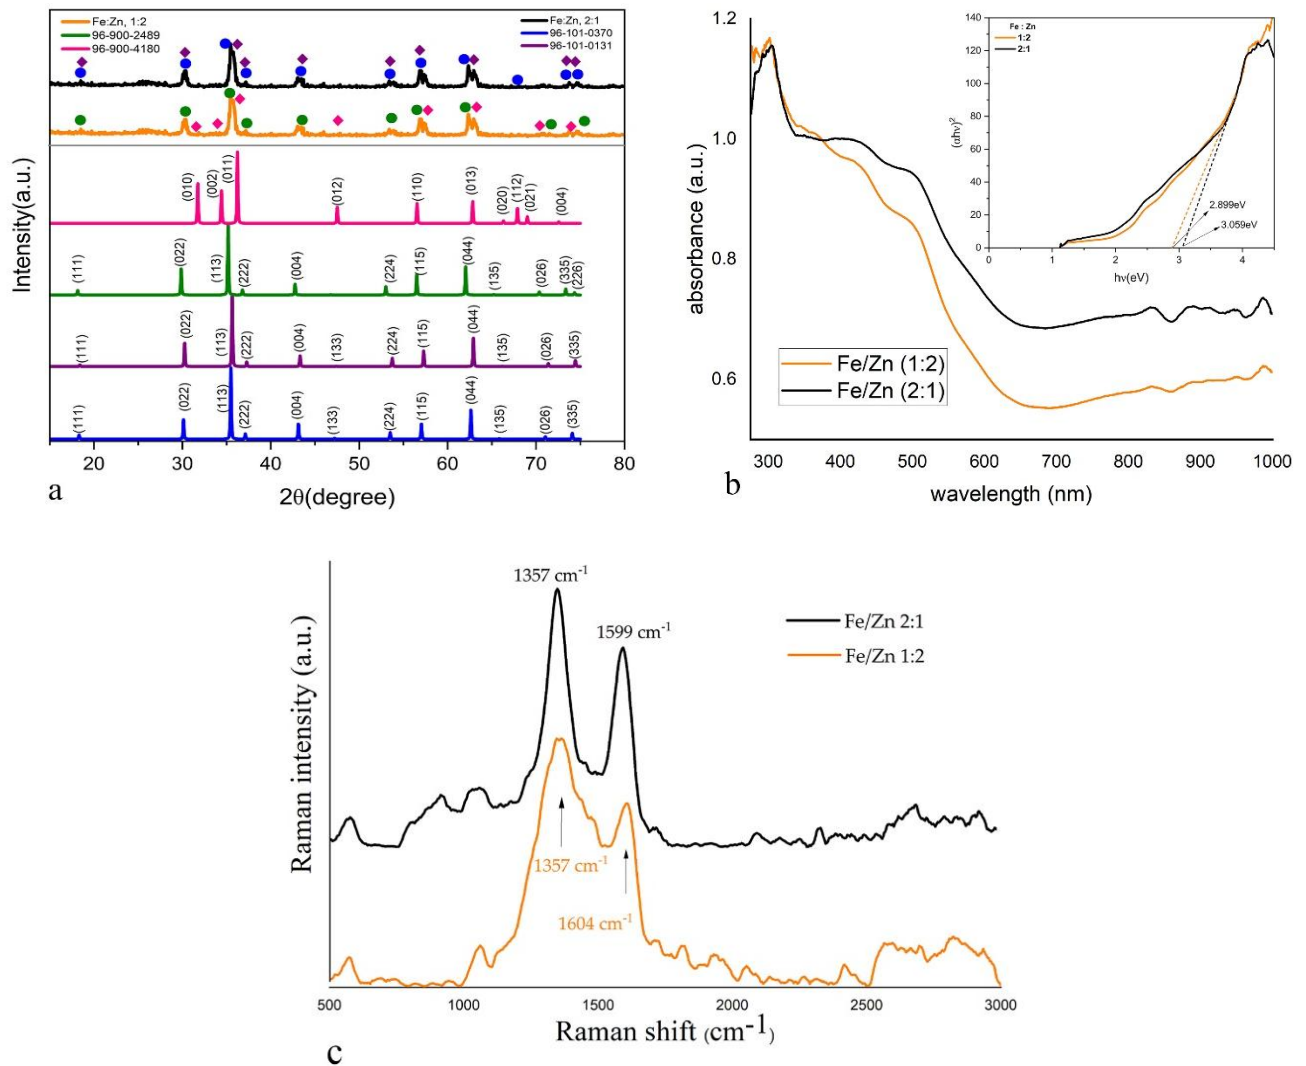 Fe:Zn, 1:2
96-900-2489
96-900-4180
Fe:Zn, 2:1
96-101-0370
96-101-0131
Intensity(a.u.)
(010)
(002)
(011)
(012)
(110)
(013)
(020)
(112)
(021)
(004)
(111)
(022)
(113)
(222)
(004)
(224)
(115)
(044)
(135)
(026)
(335)
(226)
(111)
(022)
(113)
(222)
(004)
(133)
(224)
(115)
(044)
(135)
(026)
(335)
(111)
(022)
(113)
(222)
(004)
(133)
(224)
(115)
(044)
(135)
(026)
(335)
20 30 40 50 60 70 80
2θ(degree)
a
absorbance (a.u.)
1.2
1.0
0.8
0.6
300 400 500 600 700 800 900 1000
wavelength (nm)
b
Fe/Zn (1:2)
Fe/Zn (2:1)
(αhν)²
140
120
100
80
60
40
20
0
Fe : Zn
1:2
2:1
2.899eV
3.059eV
0 1 2 3 4
hν(eV)
Raman intensity (a.u.)
1357 cm⁻¹
1599 cm⁻¹
Fe/Zn 2:1
Fe/Zn 1:2
1357 cm⁻¹
1604 cm⁻¹
500 1000 1500 2000 2500 3000
Raman shift (cm-1)
c